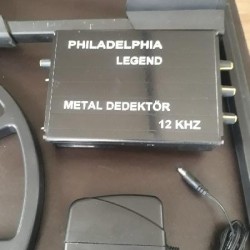 PHILADELPHIA
LEGEND
METAL DEDEKTÖR
12 KHZ